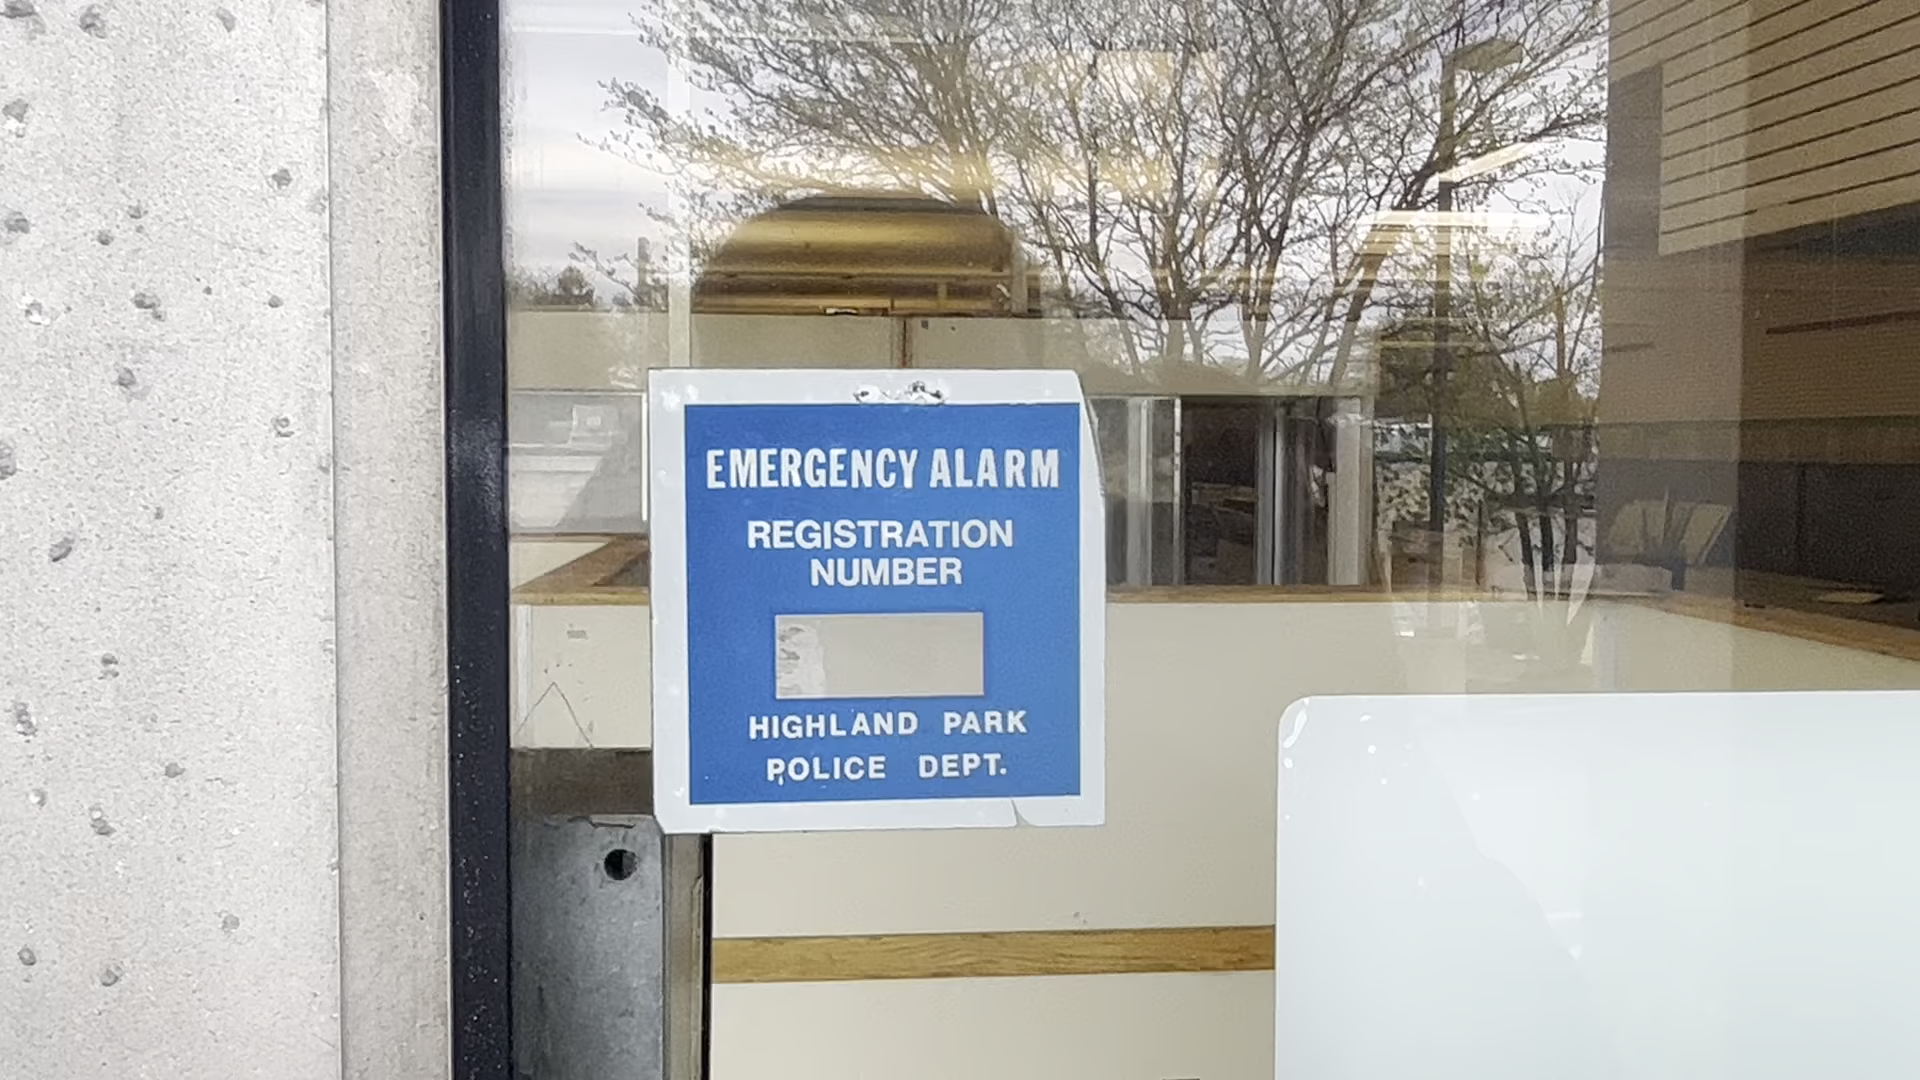 EMERGENCY ALARM
REGISTRATION
NUMBER
HIGHLAND PARK
POLICE DEPT.